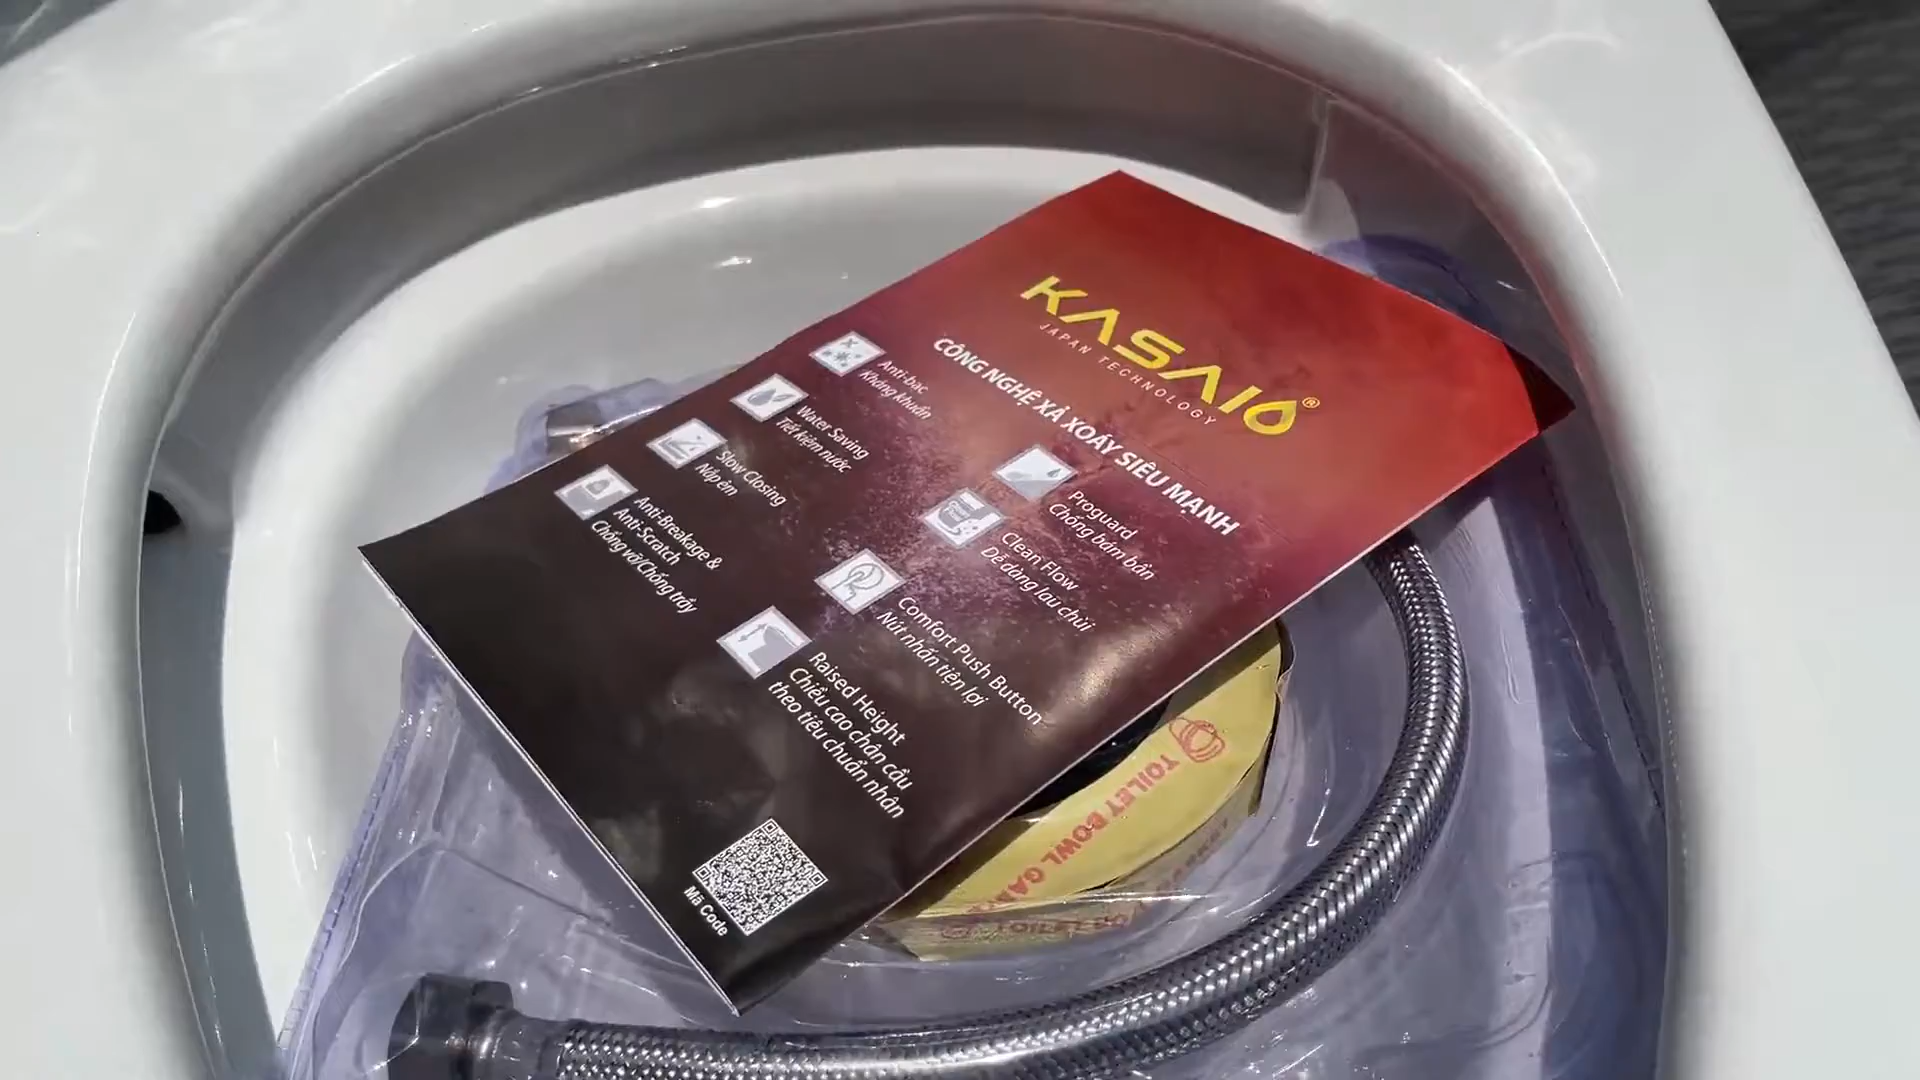 KASAIO®
JAPAN TECHNOLOGY
CÔNG NGHỆ XẢ XOÁY SIÊU MẠNH
Anti-bac
Kháng khuẩn
Water Saving
Tiết kiệm nước
Slow Closing
Nắp êm
Anti-Breakage &
Anti-Scratch
Chống vỡ/Chống trầy
Proguard
Chống bám bẩn
Clean Flow
Dễ dàng lau chùi
Comfort Push Button
Nút nhấn tiện lợi
Raised Height
Chiều cao chân cầu
theo tiêu chuẩn nhân
Mã Code
TOILET BOWL GA
TOILET BO